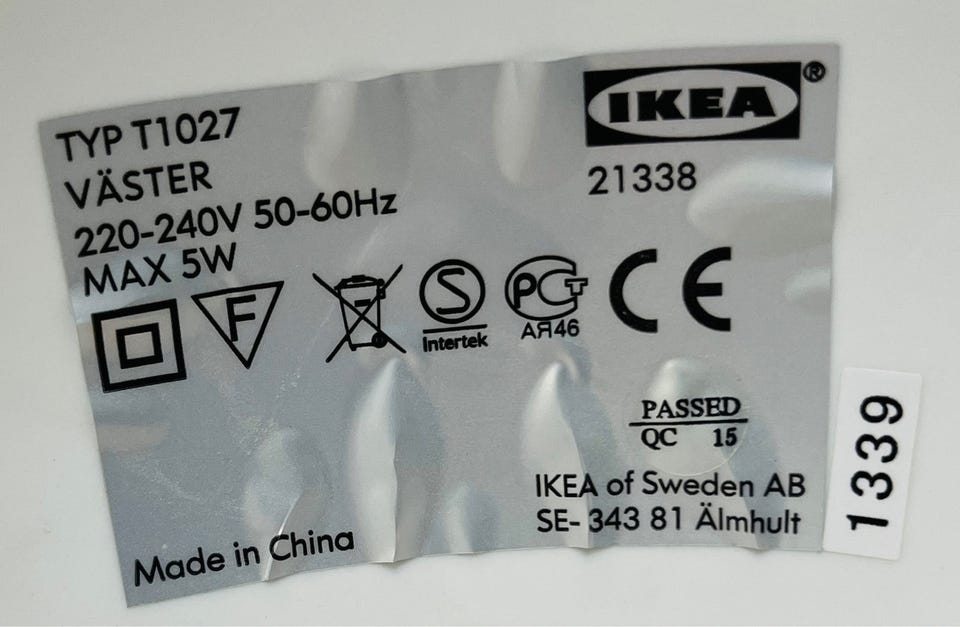 TYP T1027
VÄSTER
220-240V 50-60Hz
MAX 5W
IKEA®
21338
F
S
Intertek
РСТ
АЯ46
CE
PASSED
QC 15
IKEA of Sweden AB
SE- 343 81 Älmhult
Made in China
1339